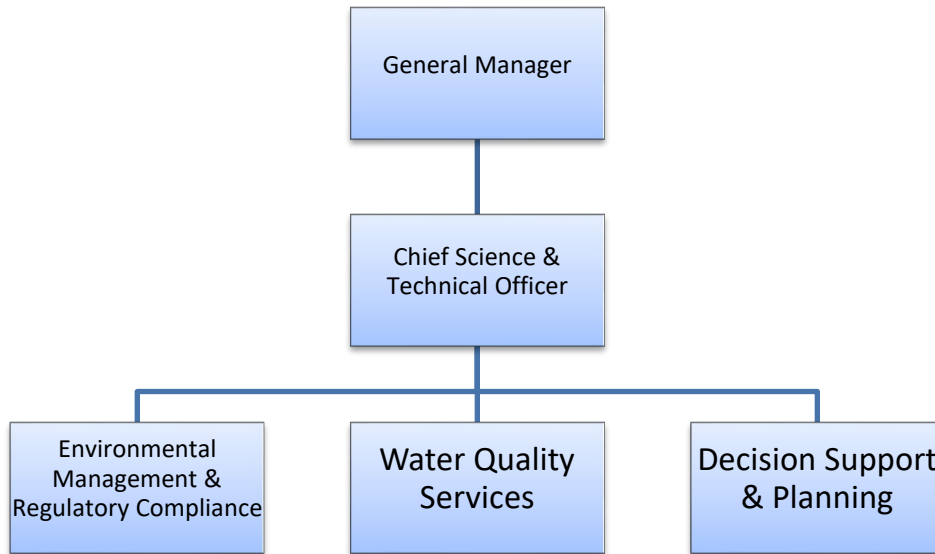 General Manager
Chief Science &
Technical Officer
Environmental
Management &
Regulatory Compliance
Water Quality
Services
Decision Support
& Planning